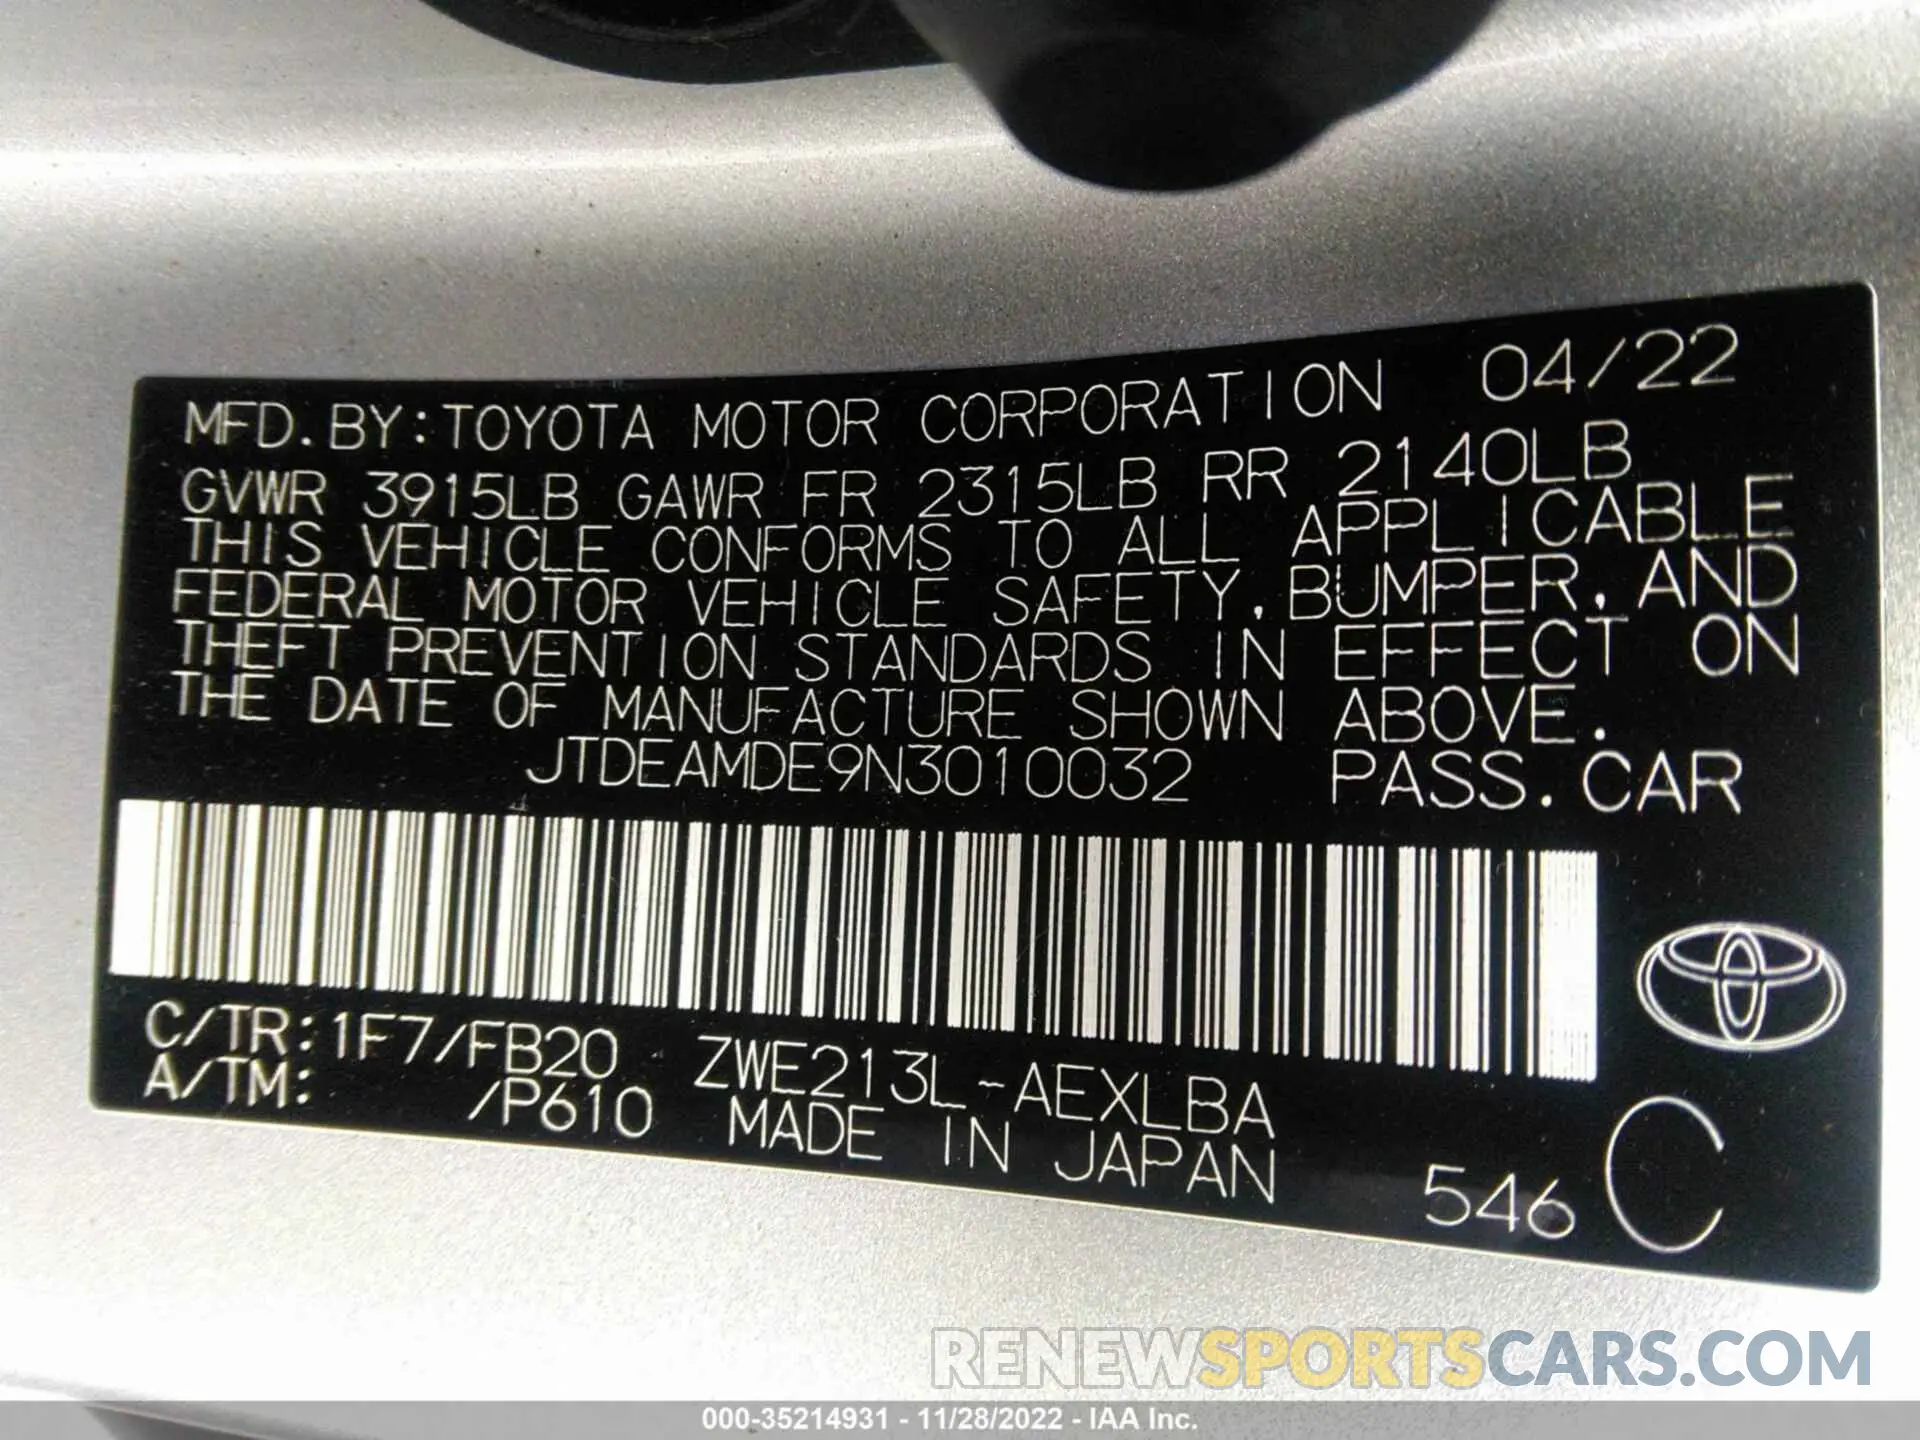 MFD.BY:TOYOTA MOTOR CORPORATION 04/22
GVWR 3915LB GAWR FR 2315LB RR 2140LB
THIS VEHICLE CONFORMS TO ALL APPLICABLE
FEDERAL MOTOR VEHICLE SAFETY, BUMPER, AND
THEFT PREVENTION STANDARDS IN EFFECT ON
THE DATE OF MANUFACTURE SHOWN ABOVE.
JTDEAMDE9N3010032 PASS.CAR
C/TR:1F7/FB20 ZWE213L-AEXLBA
A/TM: /P610 MADE IN JAPAN
546 C
RENEWSPORTSCARS.COM
000-35214931 - 11/28/2022 - IAA Inc.